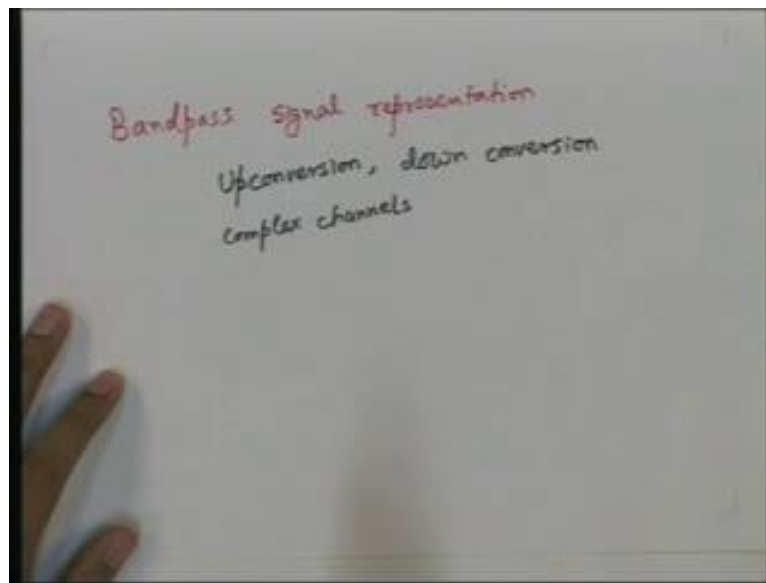 Bandpass signal representation
Upconversion, down conversion
complex channels